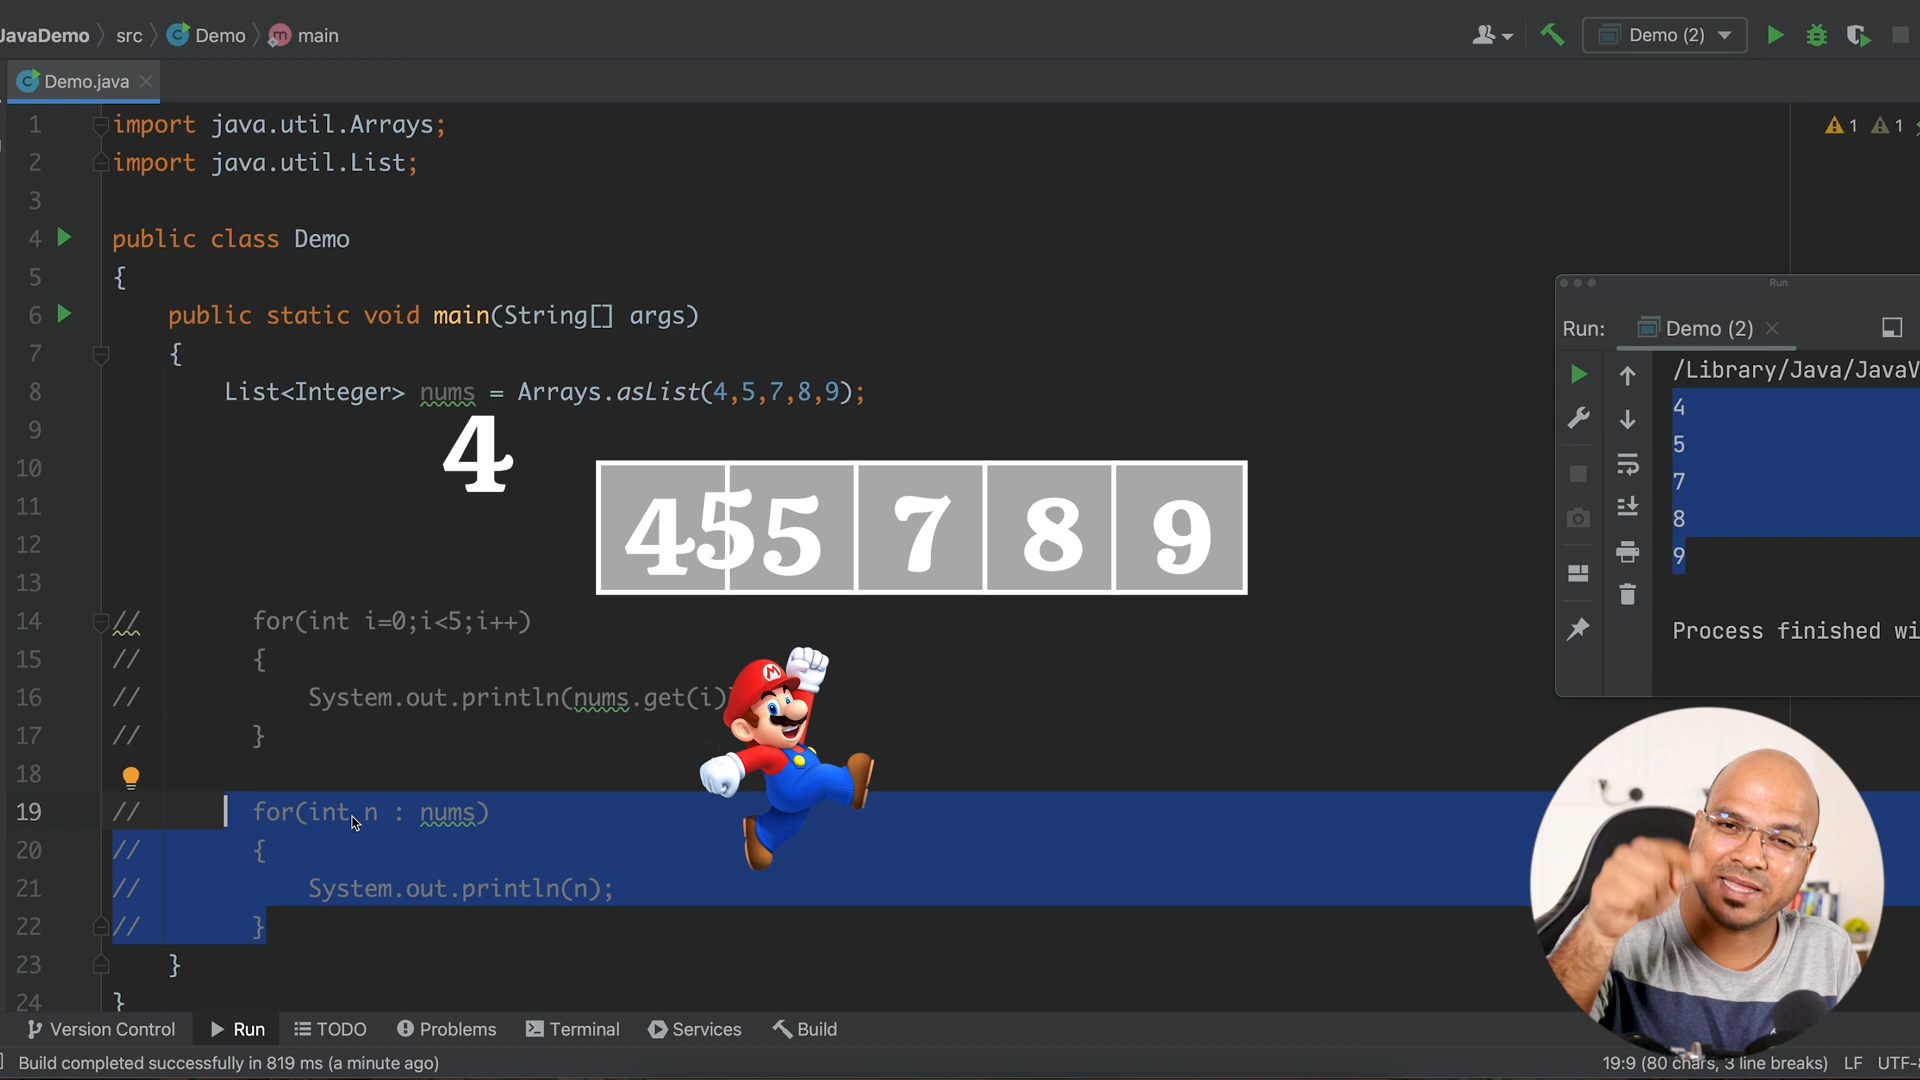 JavaDemo src Demo main
Demo (2)
Demo.java
1 import java.util.Arrays;
2 import java.util.List;
3
4 public class Demo
5 {
6 public static void main(String[] args)
7 {
8 List<Integer> nums = Arrays.asList(4,5,7,8,9);
9
10
11
12
13
14 // for(int i=0;i<5;i++)
15 // {
16 // System.out.println(nums.get(i)
17 // }
18
19 // for(int n : nums)
20 // {
21 // System.out.println(n);
22 // }
23 }
24 }
1 1
4
4 5 5 7 8 9
M
Run
Run: Demo (2)
/Library/Java/JavaV
4
5
7
8
9
Process finished wi
Version Control Run TODO Problems Terminal Services Build
Build completed successfully in 819 ms (a minute ago)
19:9 (80 chars, 3 line breaks) LF UTF-8